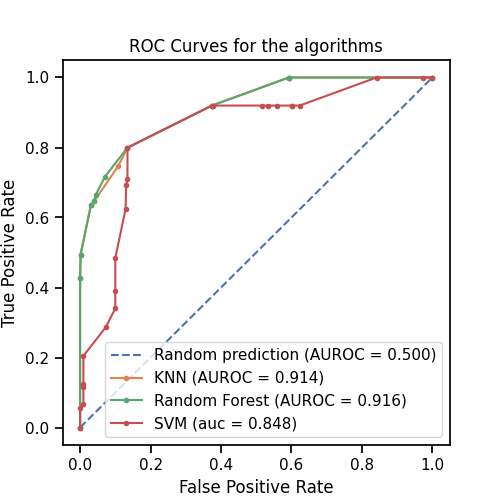 ROC Curves for the algorithms
True Positive Rate
1.0
0.8
0.6
0.4
0.2
0.0
Random prediction (AUROC = 0.500)
KNN (AUROC = 0.914)
Random Forest (AUROC = 0.916)
SVM (auc = 0.848)
0.0 0.2 0.4 0.6 0.8 1.0
False Positive Rate